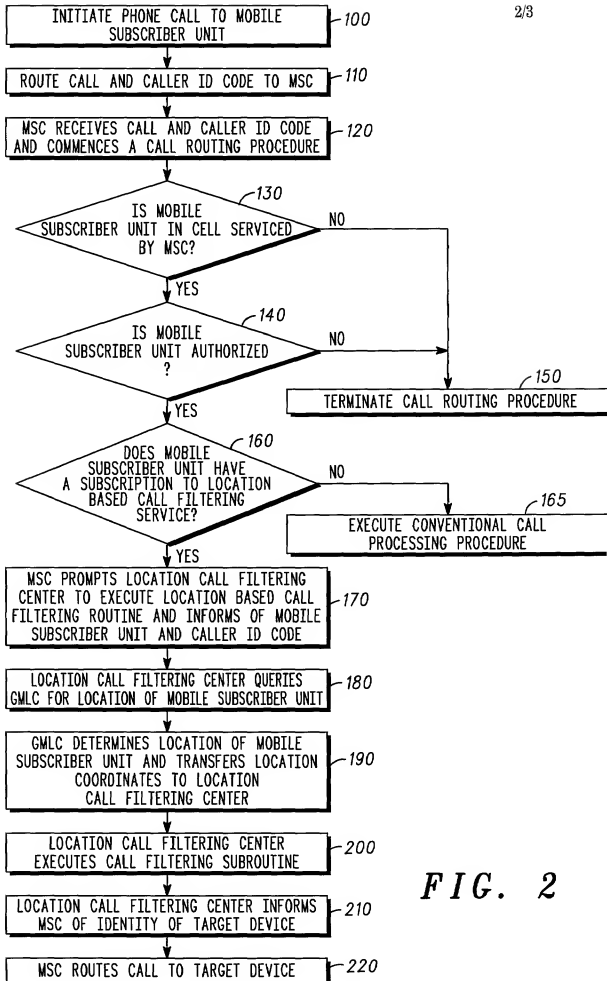 2/3
INITIATE PHONE CALL TO MOBILE
SUBSCRIBER UNIT
100
ROUTE CALL AND CALLER ID CODE TO MSC
110
MSC RECEIVES CALL AND CALLER ID CODE
AND COMMENCES A CALL ROUTING PROCEDURE
120
130
IS MOBILE
SUBSCRIBER UNIT IN CELL SERVICED
BY MSC?
NO
YES
140
IS MOBILE
SUBSCRIBER UNIT AUTHORIZED
?
NO
YES
150
TERMINATE CALL ROUTING PROCEDURE
160
DOES MOBILE
SUBSCRIBER UNIT HAVE
A SUBSCRIPTION TO LOCATION
BASED CALL FILTERING
SERVICE?
NO
YES
165
EXECUTE CONVENTIONAL CALL
PROCESSING PROCEDURE
MSC PROMPTS LOCATION CALL FILTERING
CENTER TO EXECUTE LOCATION BASED CALL
FILTERING ROUTINE AND INFORMS OF MOBILE
SUBSCRIBER UNIT AND CALLER ID CODE
170
LOCATION CALL FILTERING CENTER QUERIES
GMLC FOR LOCATION OF MOBILE SUBSCRIBER UNIT
180
GMLC DETERMINES LOCATION OF MOBILE
SUBSCRIBER UNIT AND TRANSFERS LOCATION
COORDINATES TO LOCATION
CALL FILTERING CENTER
190
LOCATION CALL FILTERING CENTER
EXECUTES CALL FILTERING SUBROUTINE
200
LOCATION CALL FILTERING CENTER INFORMS
MSC OF IDENTITY OF TARGET DEVICE
210
MSC ROUTES CALL TO TARGET DEVICE
220
FIG. 2